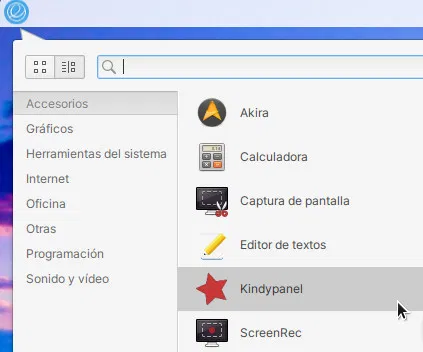 Accesorios
Gráficos
Herramientas del sistema
Internet
Oficina
Otras
Programación
Sonido y vídeo
Akira
Calculadora
Captura de pantalla
Editor de textos
Kindypanel
ScreenRec